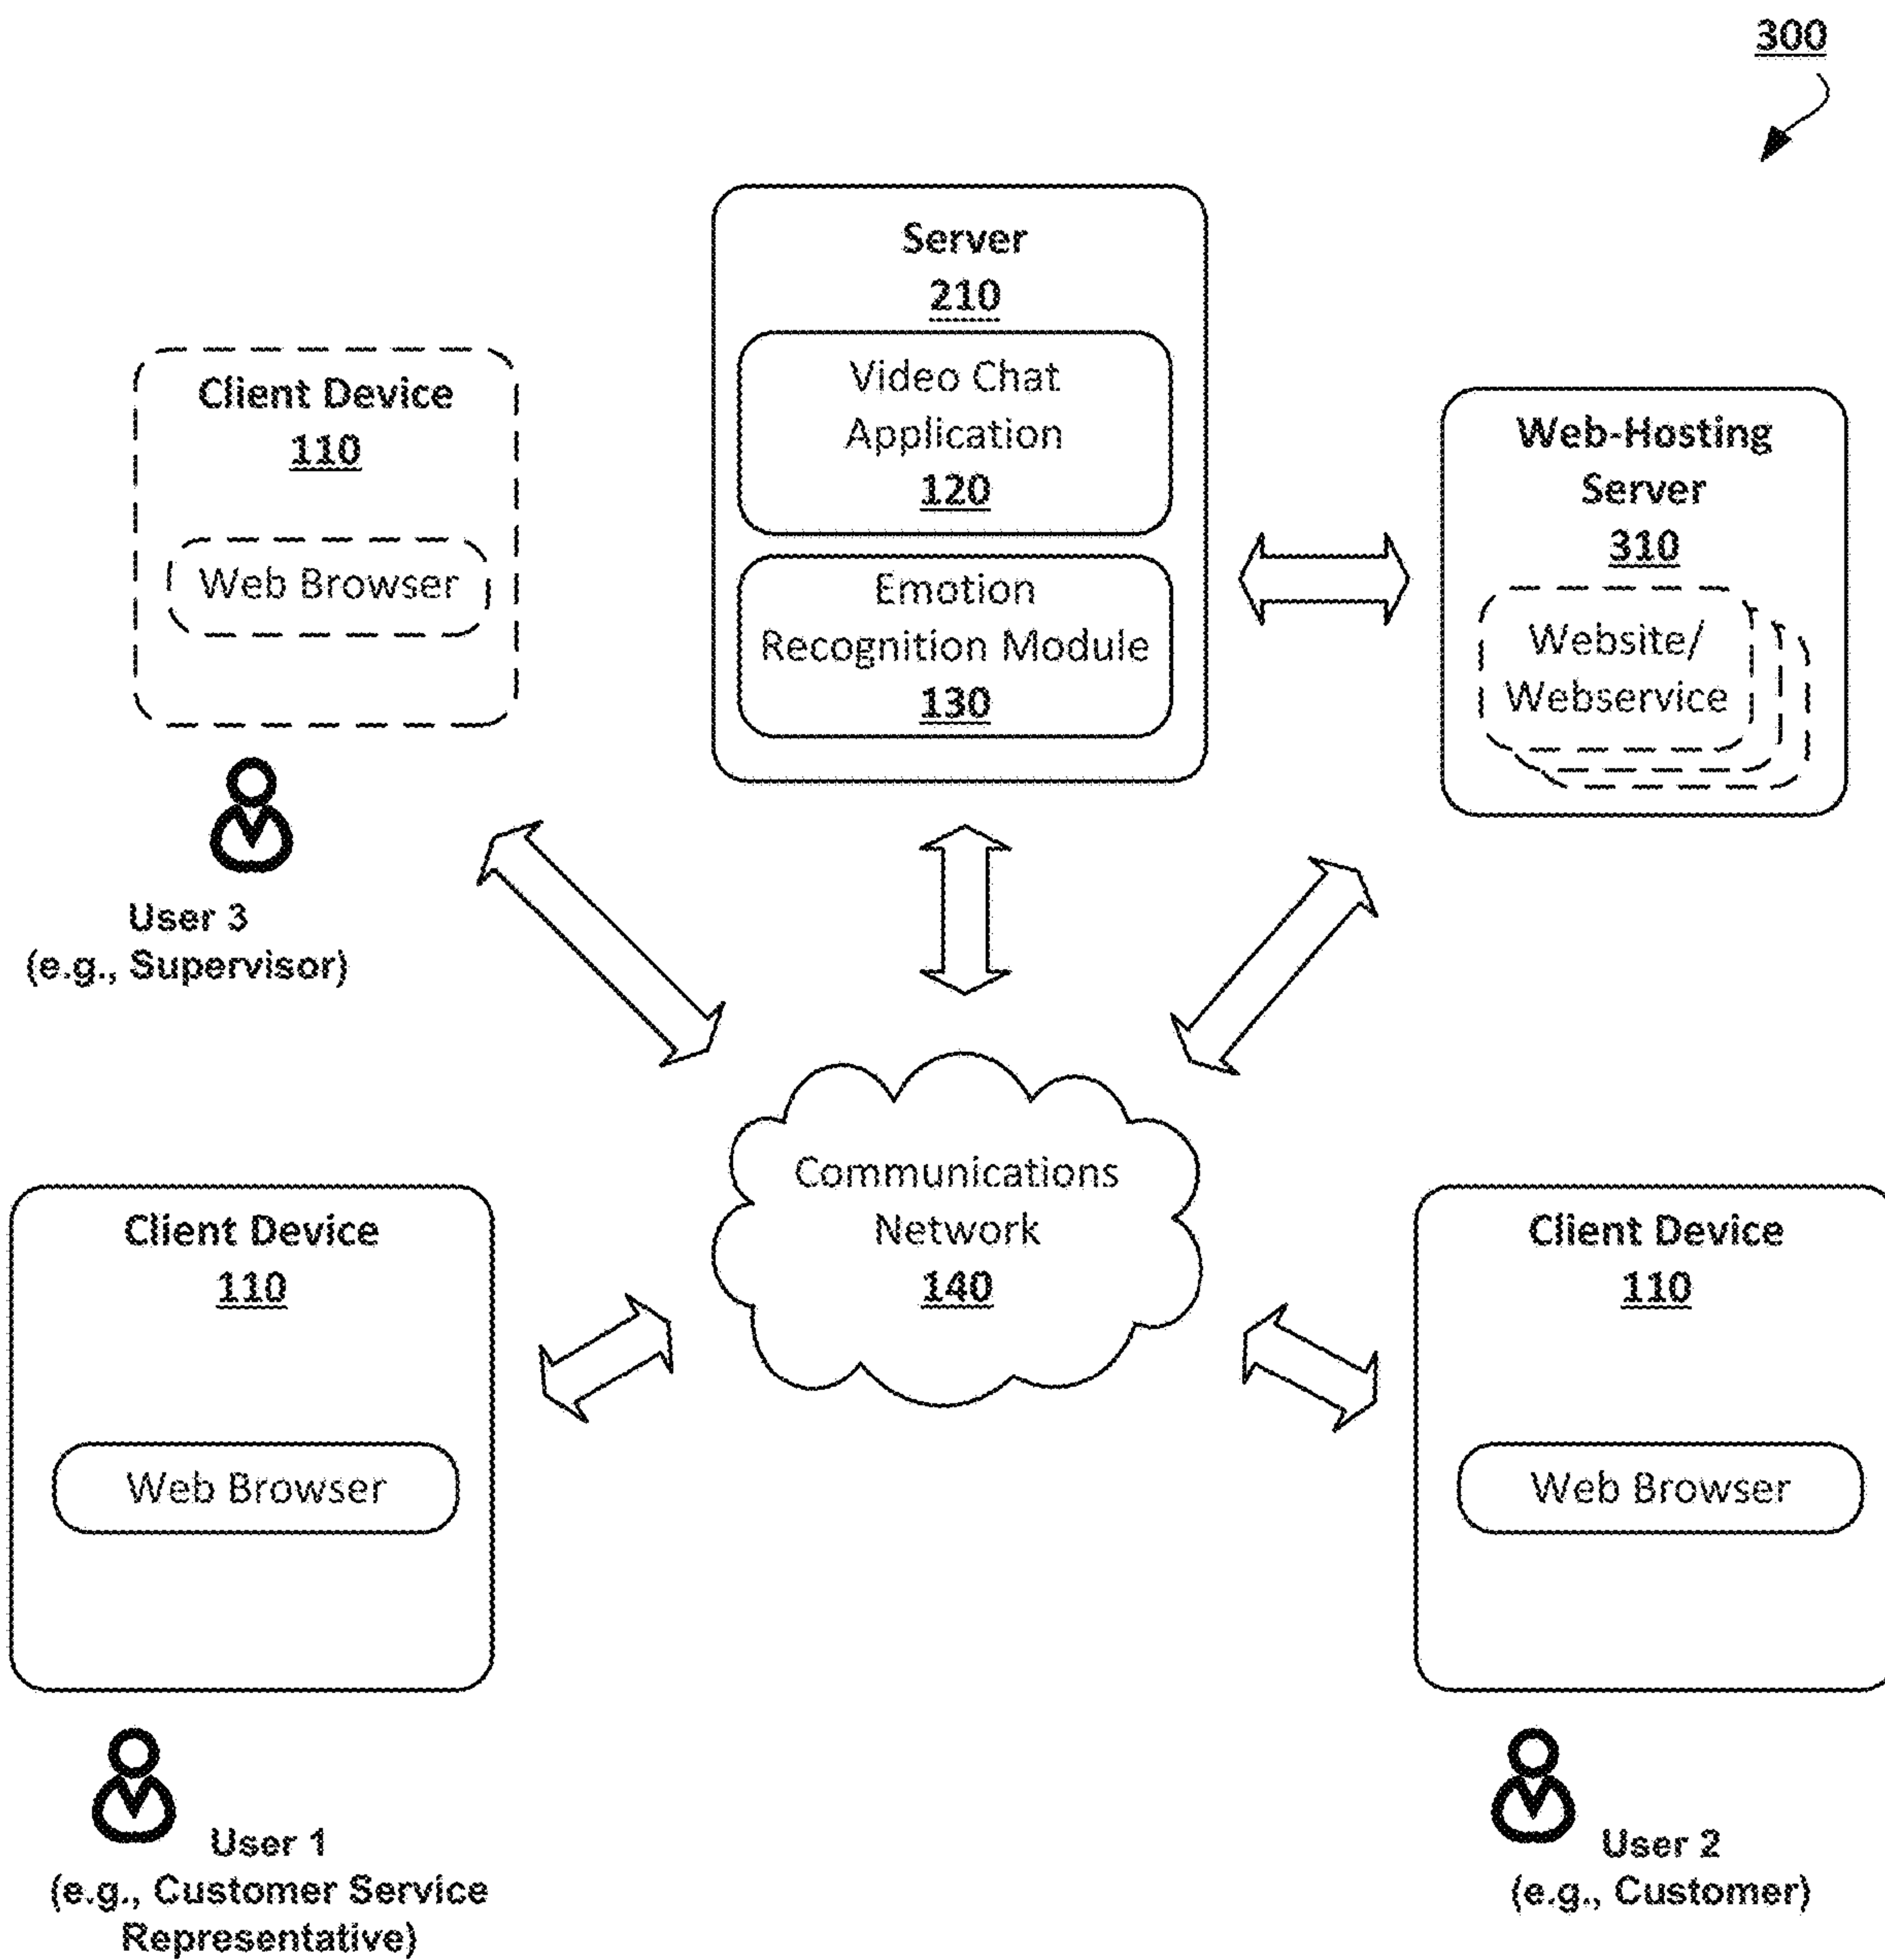 300
Server
210
Video Chat
Application
120
Emotion
Recognition Module
130
Client Device
110
Web Browser
User 3
(e.g., Supervisor)
Web-Hosting
Server
310
Website/
Webservice
Communications
Network
140
Client Device
110
Web Browser
User 1
(e.g., Customer Service
Representative)
Client Device
110
Web Browser
User 2
(e.g., Customer)